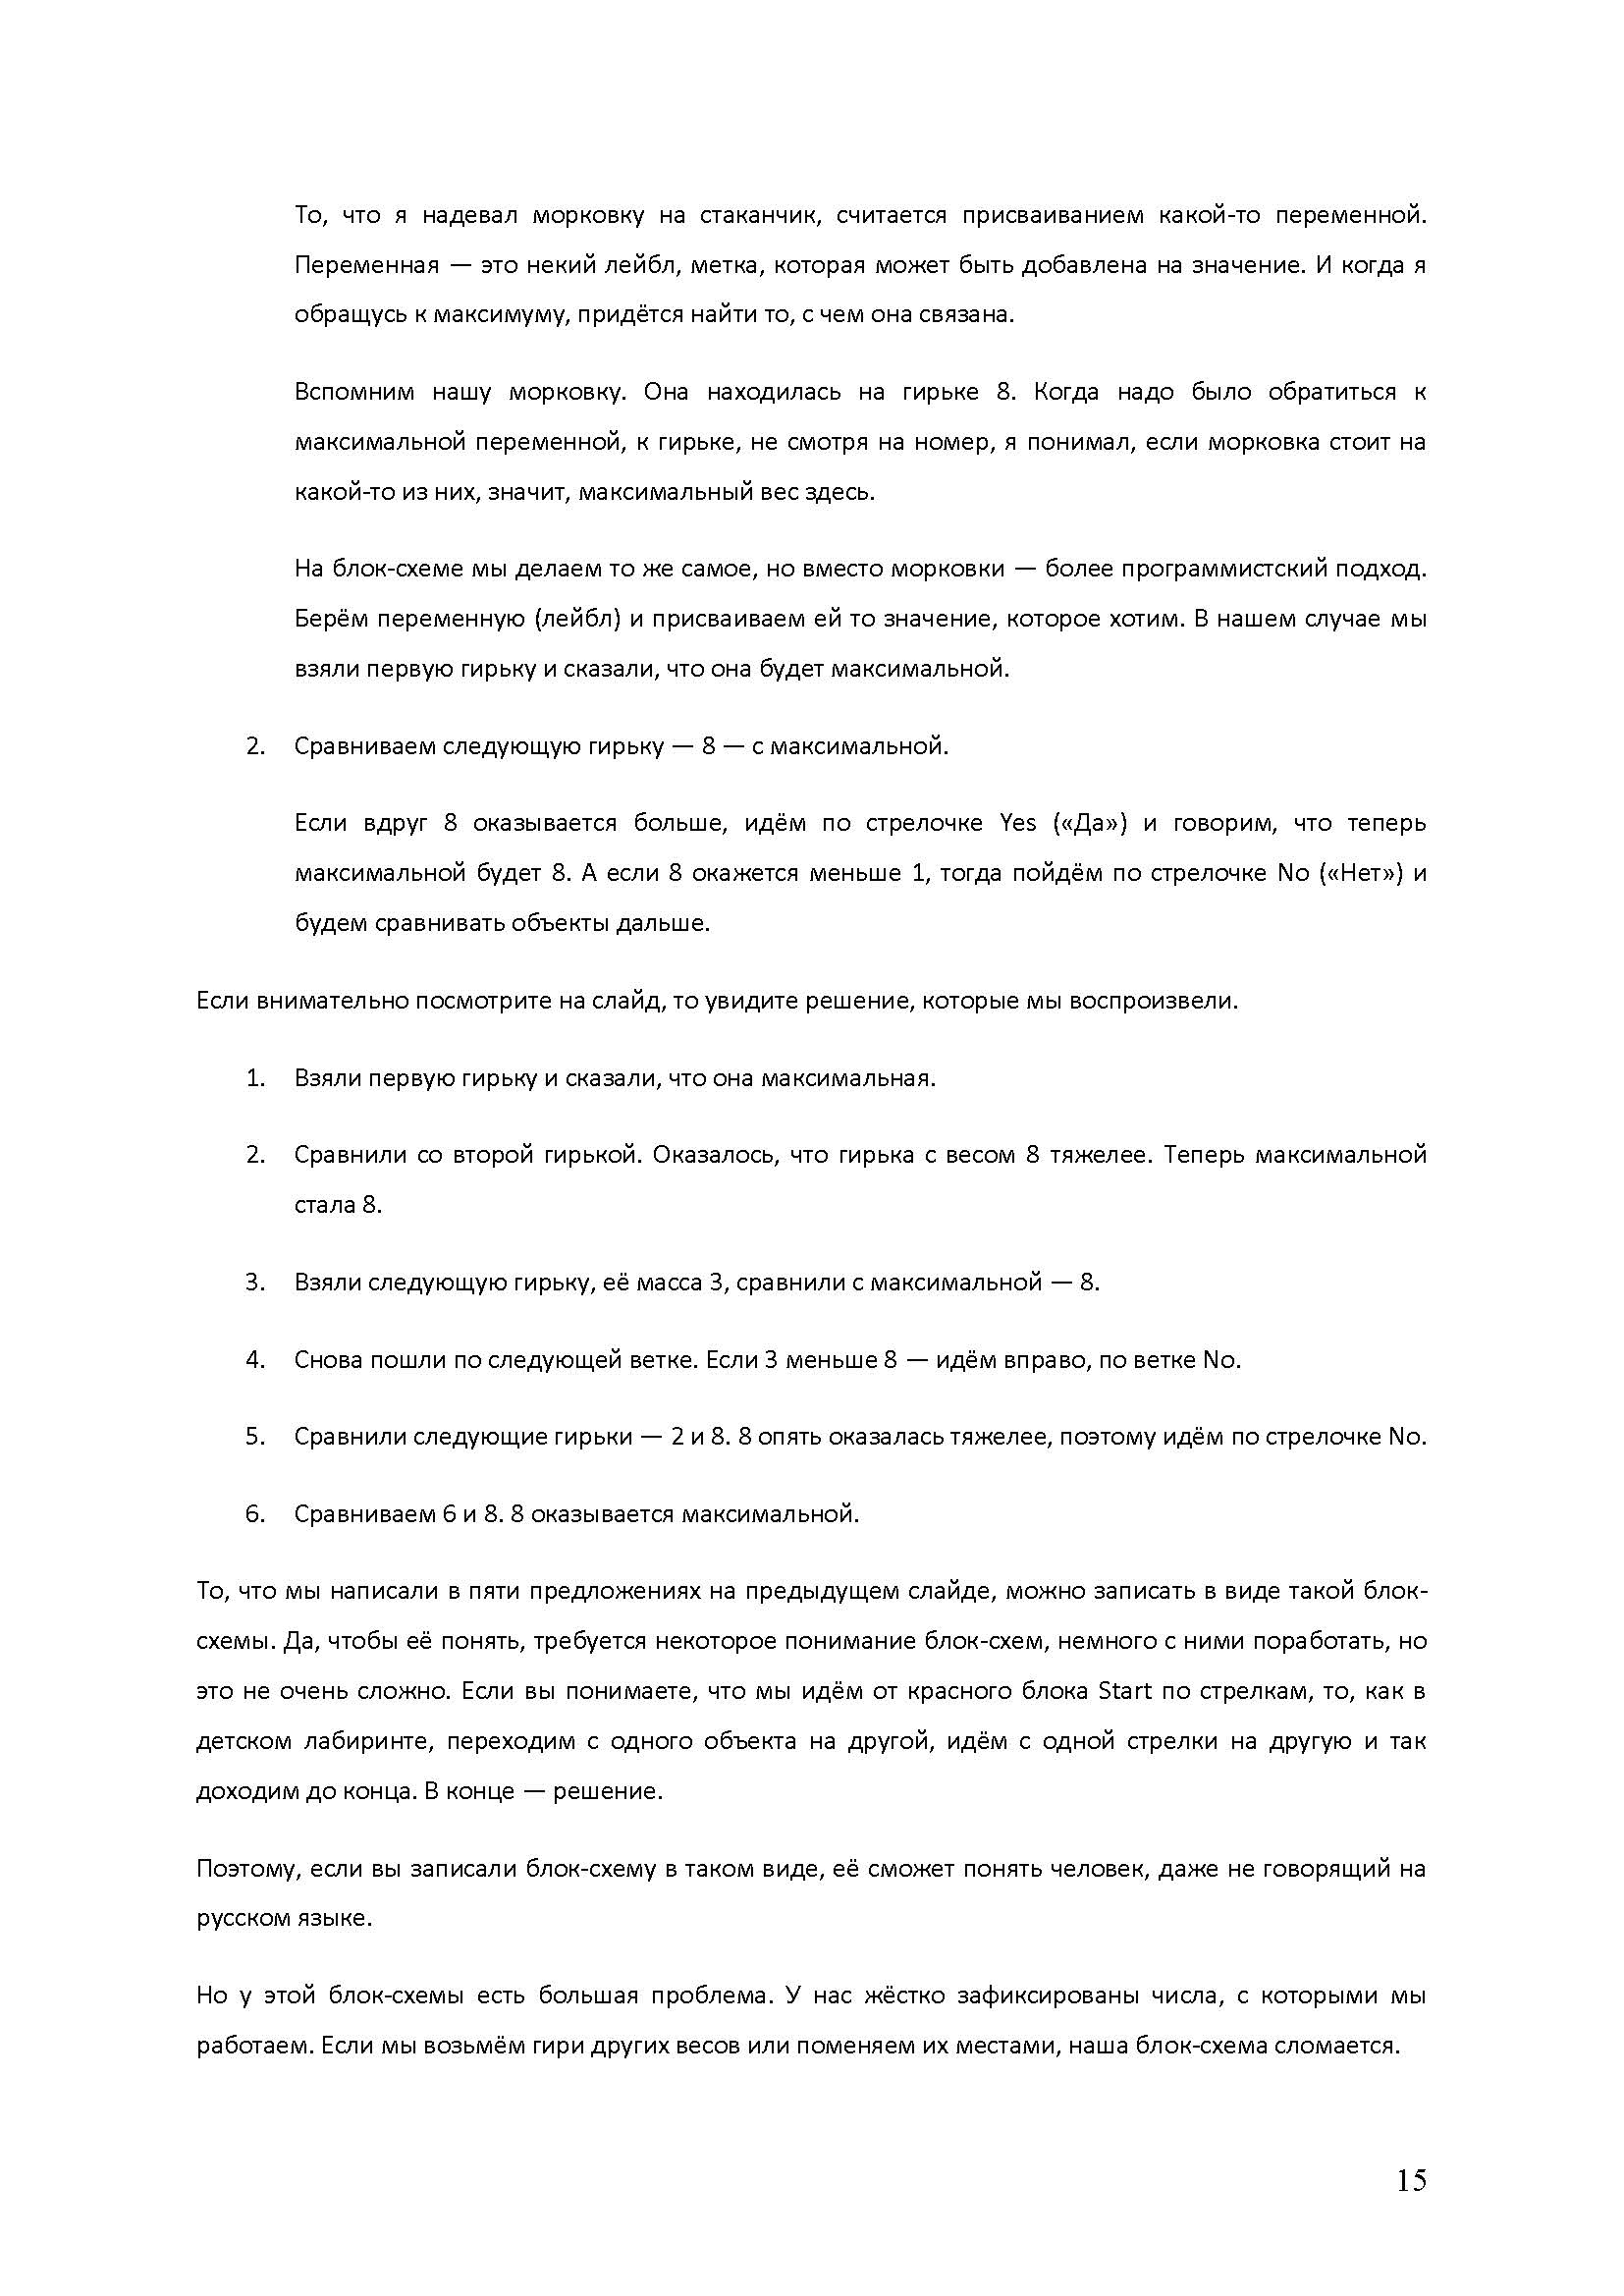 То, что я надевал морковку на стаканчик, считается присваиванием какой-то переменной.
Переменная — это некий лейбл, метка, которая может быть добавлена на значение. И когда я
обращусь к максимуму, придётся найти то, с чем она связана.
Вспомним нашу морковку. Она находилась на гирьке 8. Когда надо было обратиться к
максимальной переменной, к гирьке, не смотря на номер, я понимал, если морковка стоит на
какой-то из них, значит, максимальный вес здесь.
На блок-схеме мы делаем то же самое, но вместо морковки — более программистский подход.
Берём переменную (лейбл) и присваиваем ей то значение, которое хотим. В нашем случае мы
взяли первую гирьку и сказали, что она будет максимальной.
2. Сравниваем следующую гирьку — 8 — с максимальной.
Если вдруг 8 оказывается больше, идём по стрелочке Yes («Да») и говорим, что теперь
максимальной будет 8. А если 8 окажется меньше 1, тогда пойдём по стрелочке No («Нет») и
будем сравнивать объекты дальше.
Если внимательно посмотрите на слайд, то увидите решение, которые мы воспроизвели.
1. Взяли первую гирьку и сказали, что она максимальная.
2. Сравнили со второй гирькой. Оказалось, что гирька с весом 8 тяжелее. Теперь максимальной
стала 8.
3. Взяли следующую гирьку, её масса 3, сравнили с максимальной — 8.
4. Снова пошли по следующей ветке. Если 3 меньше 8 — идём вправо, по ветке No.
5. Сравнили следующие гирьки — 2 и 8. 8 опять оказалась тяжелее, поэтому идём по стрелочке No.
6. Сравниваем 6 и 8. 8 оказывается максимальной.
То, что мы написали в пяти предложениях на предыдущем слайде, можно записать в виде такой блок-
схемы. Да, чтобы её понять, требуется некоторое понимание блок-схем, немного с ними поработать, но
это не очень сложно. Если вы понимаете, что мы идём от красного блока Start по стрелкам, то, как в
детском лабиринте, переходим с одного объекта на другой, идём с одной стрелки на другую и так
доходим до конца. В конце — решение.
Поэтому, если вы записали блок-схему в таком виде, её сможет понять человек, даже не говорящий на
русском языке.
Но у этой блок-схемы есть большая проблема. У нас жёстко зафиксированы числа, с которыми мы
работаем. Если мы возьмём гири других весов или поменяем их местами, наша блок-схема сломается.
15